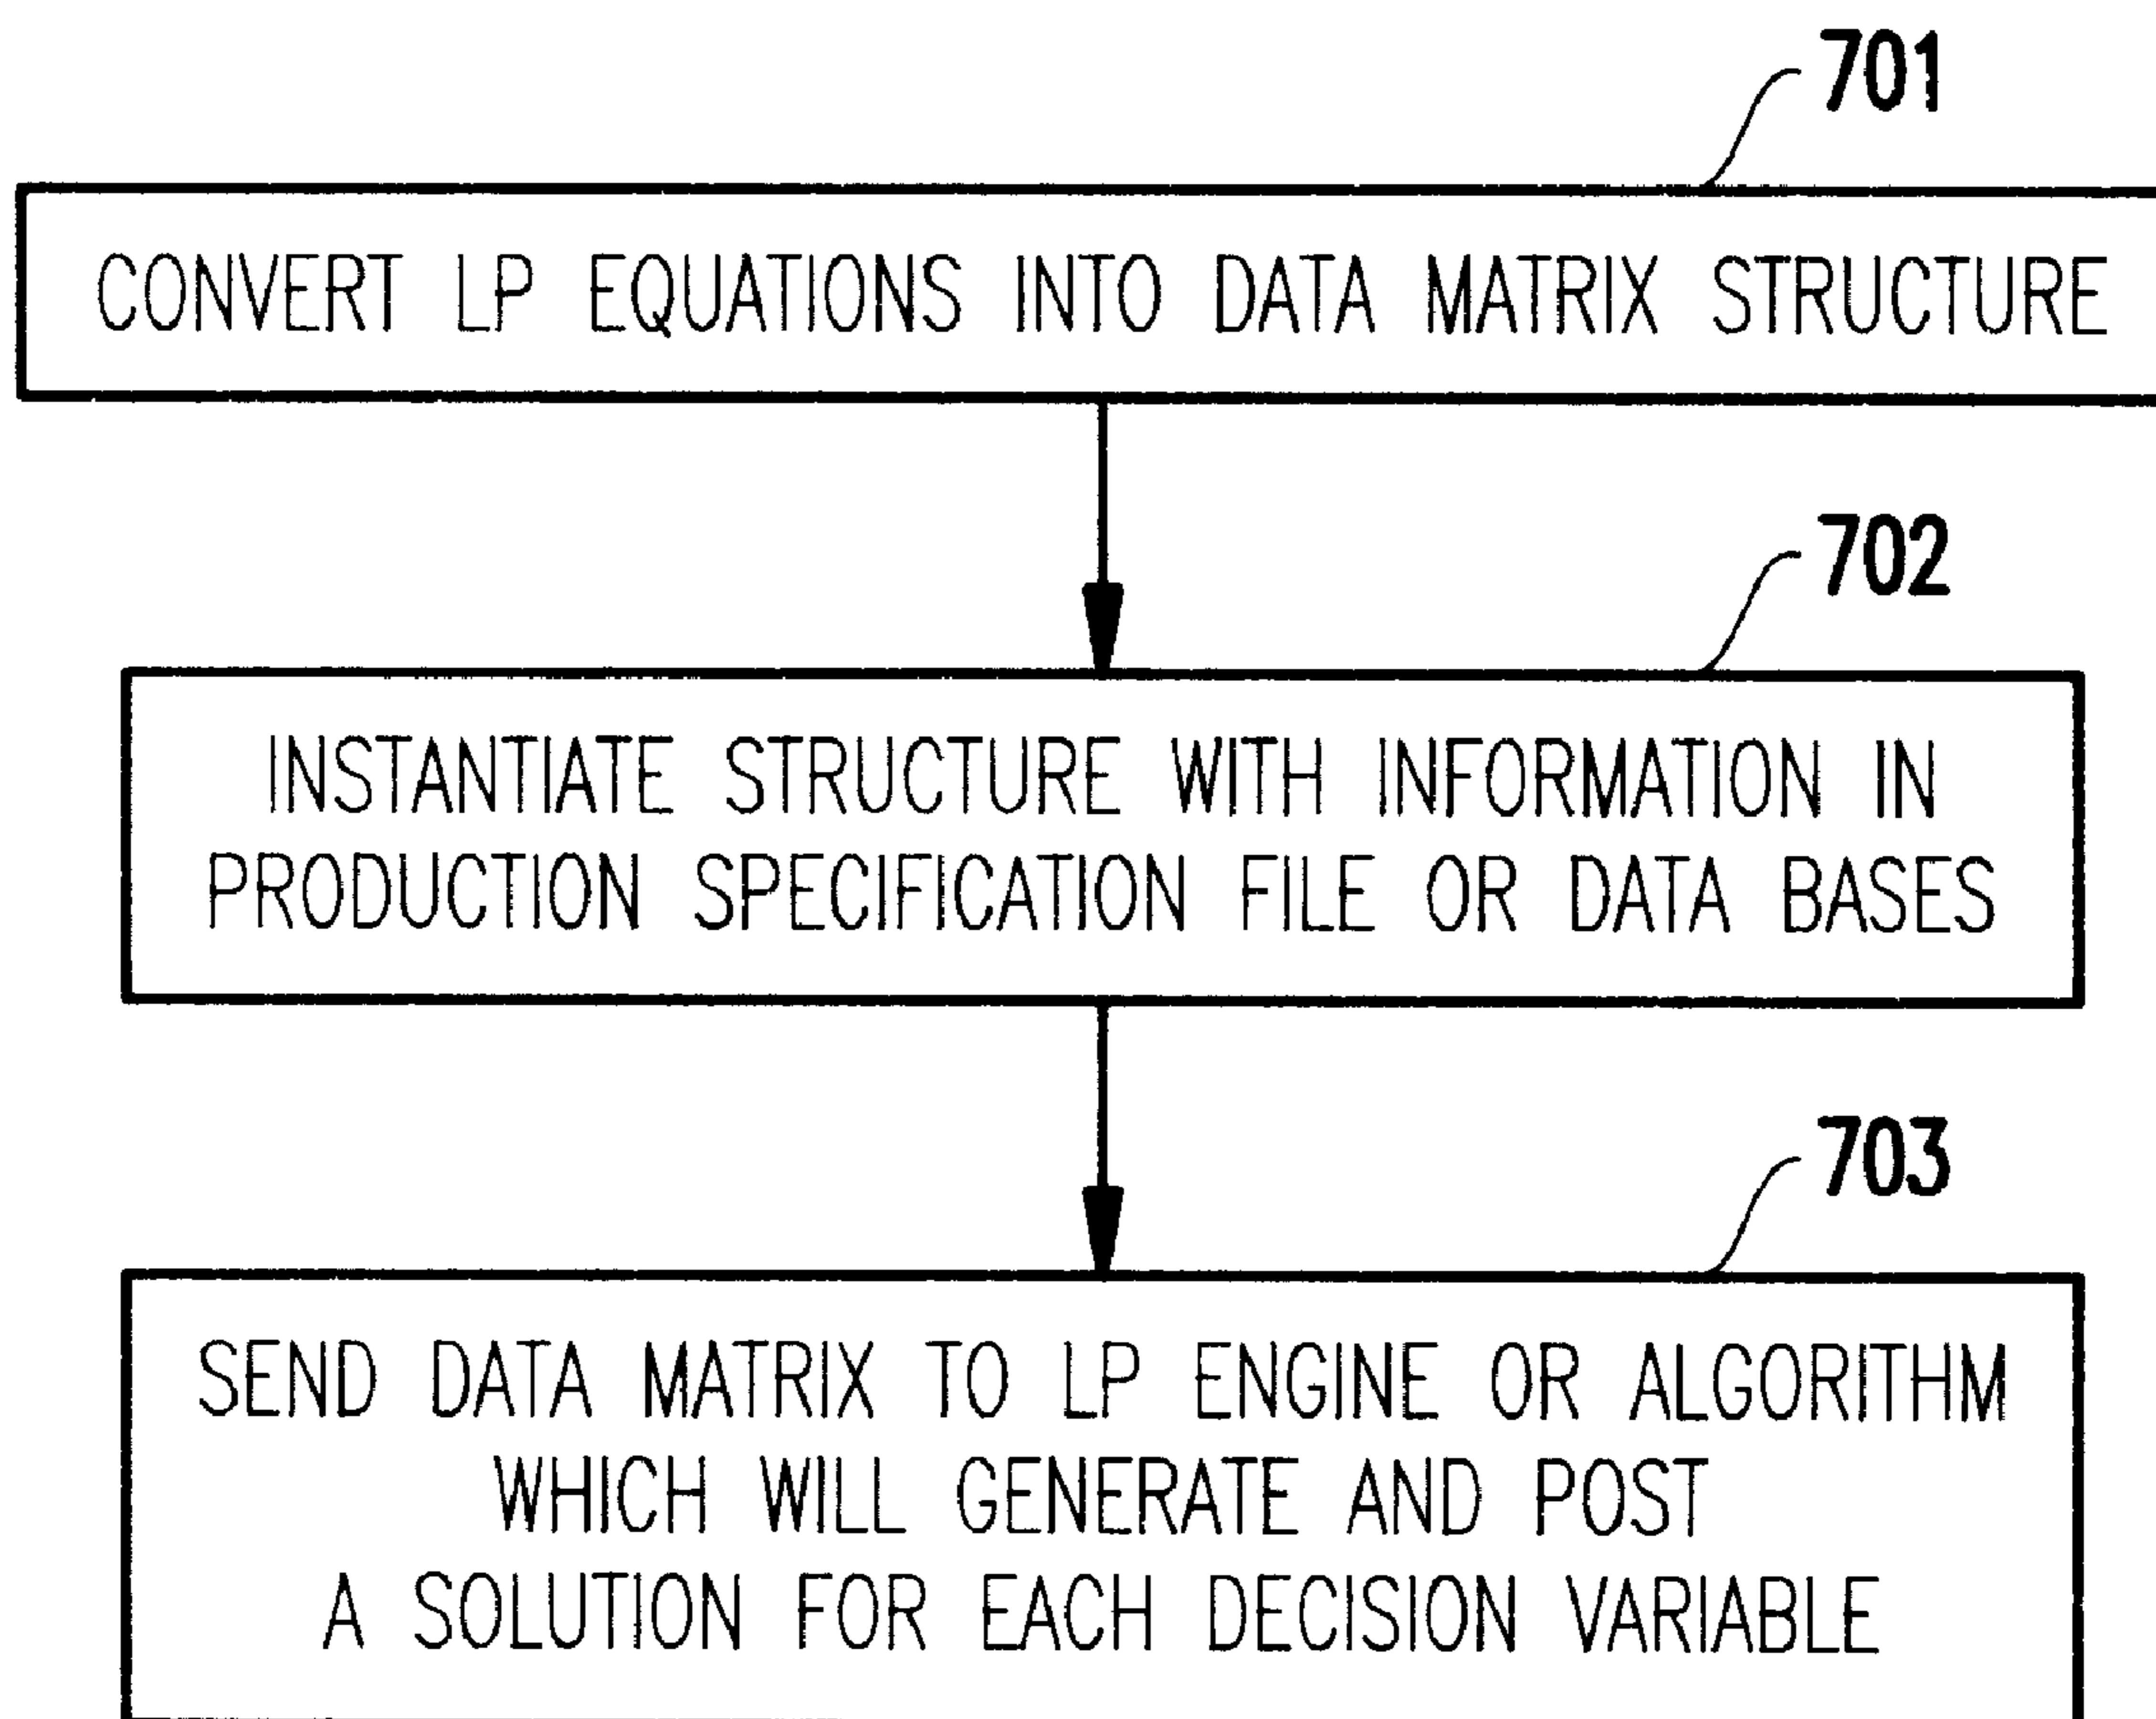 701
CONVERT LP EQUATIONS INTO DATA MATRIX STRUCTURE
702
INSTANTIATE STRUCTURE WITH INFORMATION IN
PRODUCTION SPECIFICATION FILE OR DATA BASES
703
SEND DATA MATRIX TO LP ENGINE OR ALGORITHM
WHICH WILL GENERATE AND POST
A SOLUTION FOR EACH DECISION VARIABLE